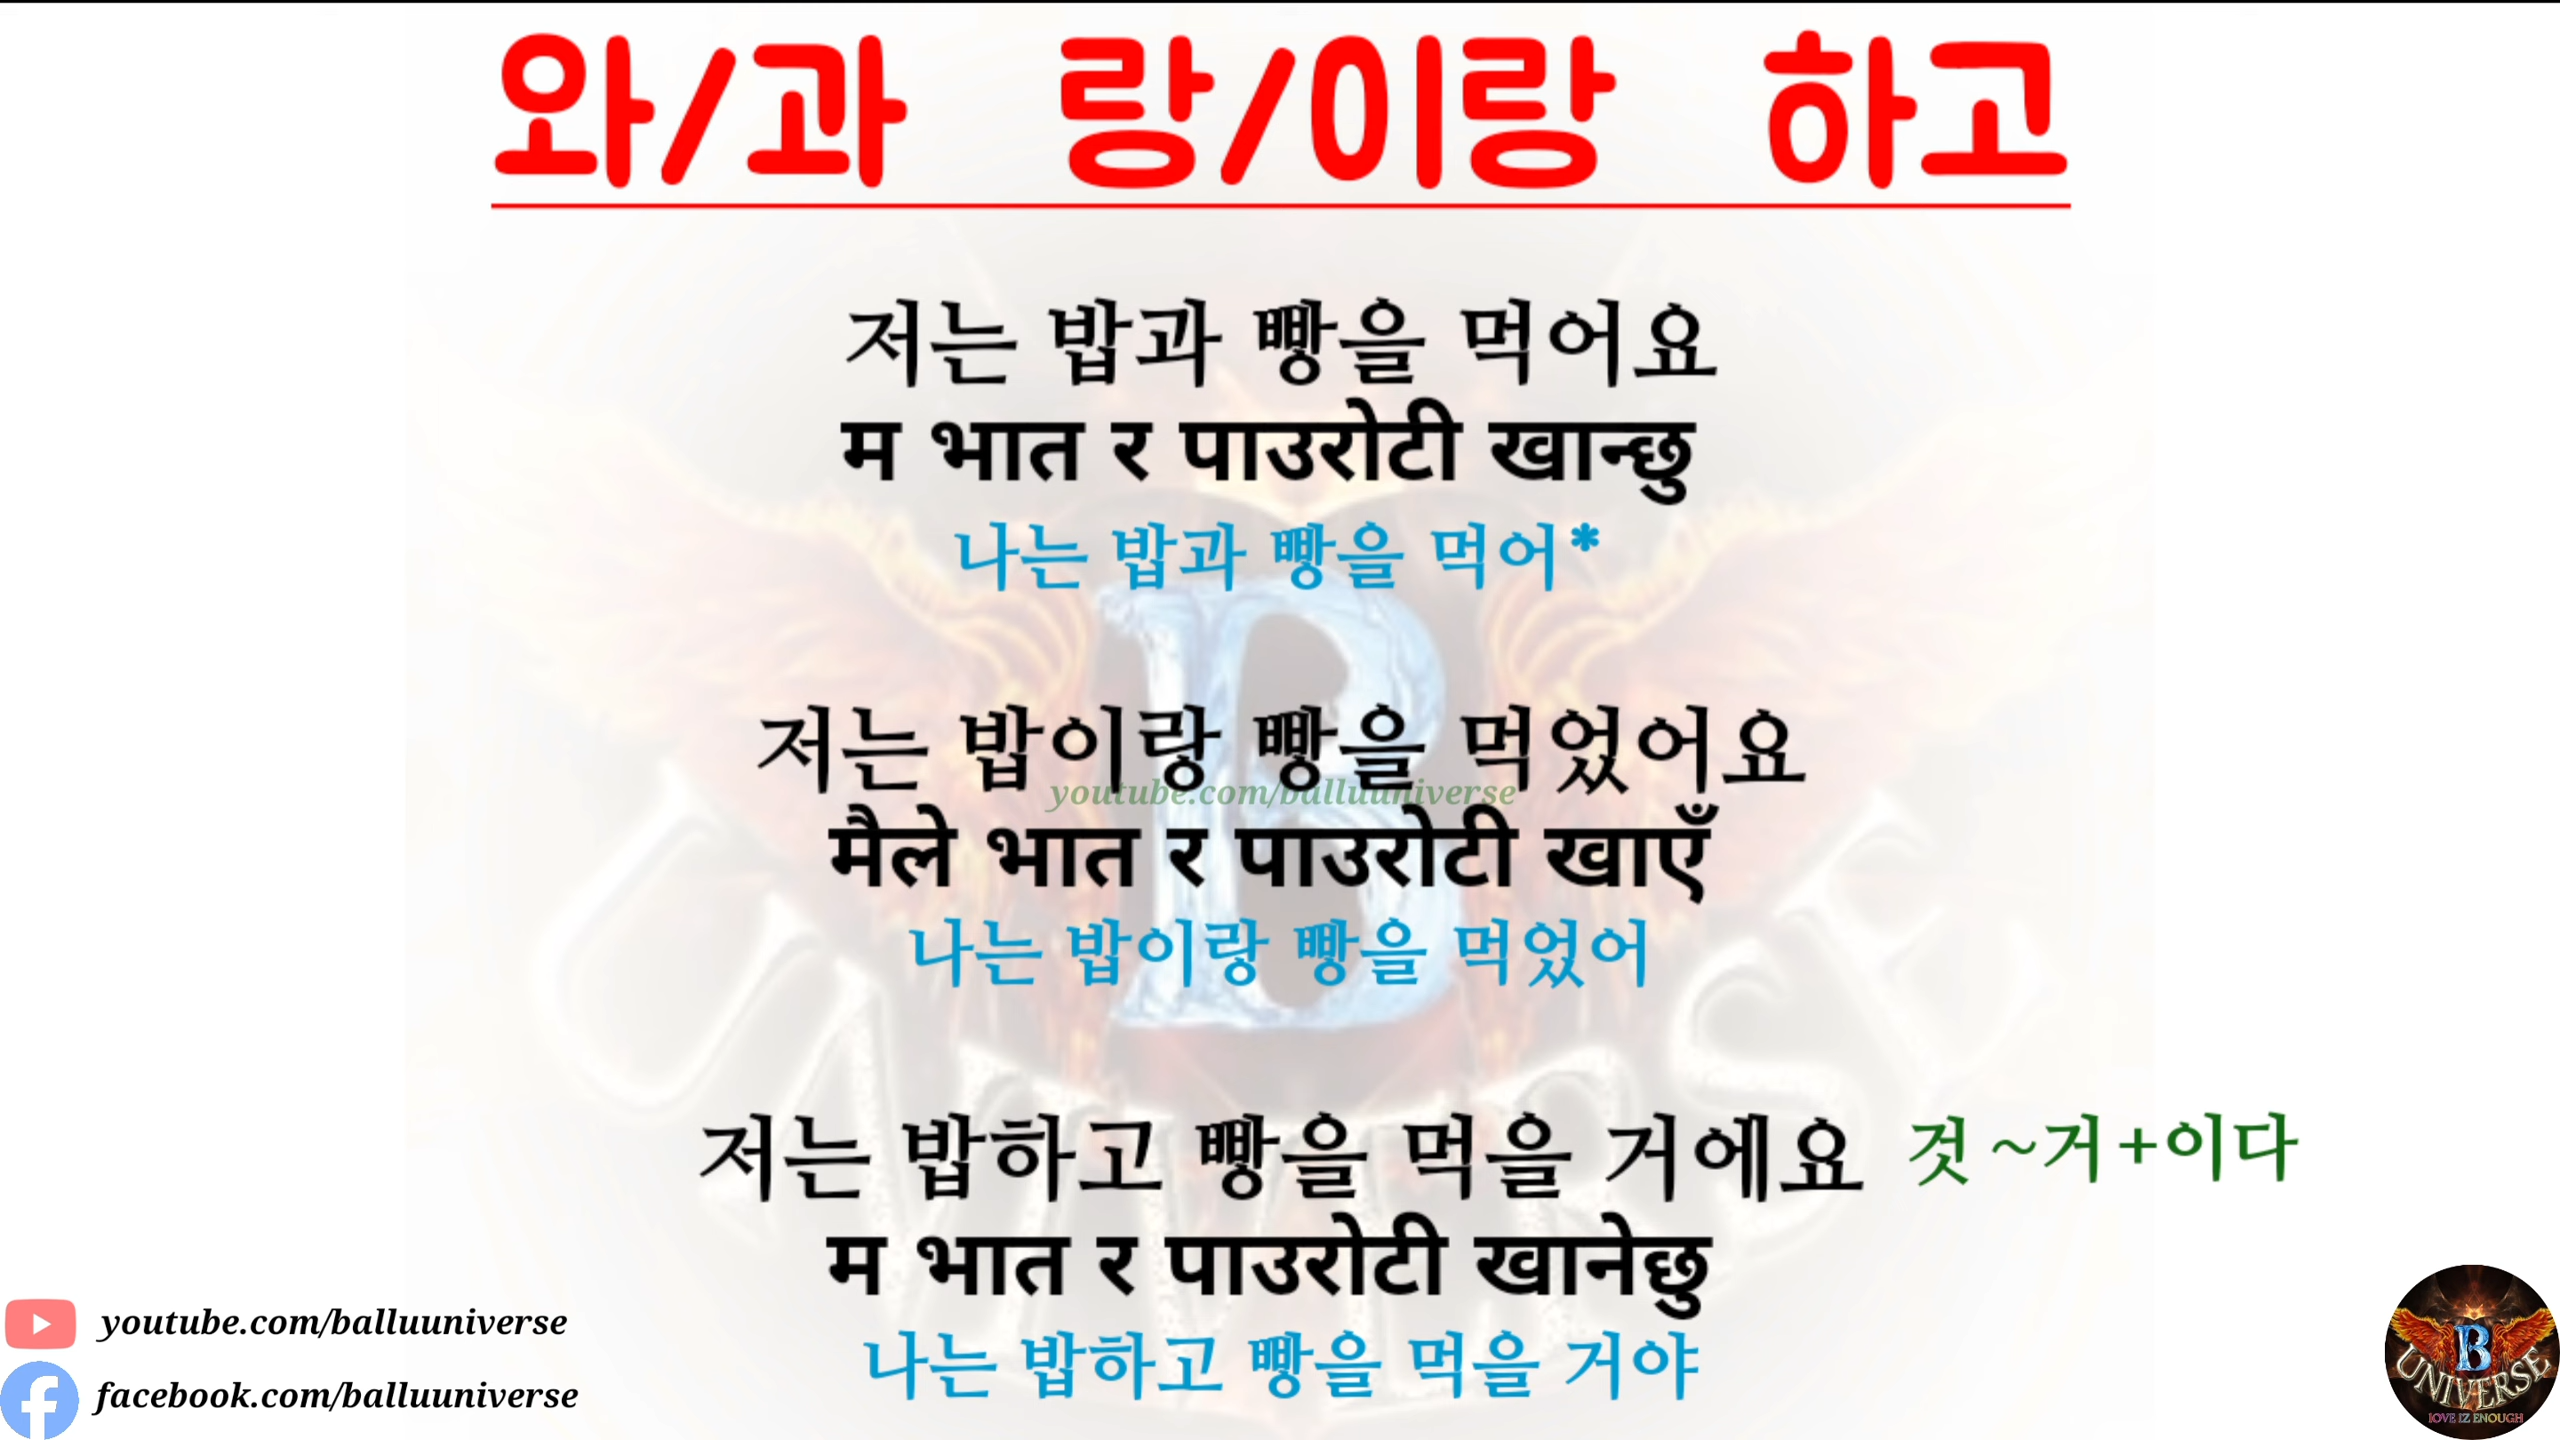 와/과 랑/이랑 하고
저는 밥과 빵을 먹어요
म भात र पाउरोटी खान्छु
나는 밥과 빵을 먹어*
저는 밥이랑 빵을 먹었어요
youtube.com/balluuniverse
मैले भात र पाउरोटी खाएँ
나는 밥이랑 빵을 먹었어
저는 밥하고 빵을 먹을 거에요 것 ~거+이다
म भात र पाउरोटी खानेछु
나는 밥하고 빵을 먹을 거야
youtube.com/balluuniverse
facebook.com/balluuniverse
B
UNIVERSE
lOVE IZ ENOUGH
B
UNIVERSE